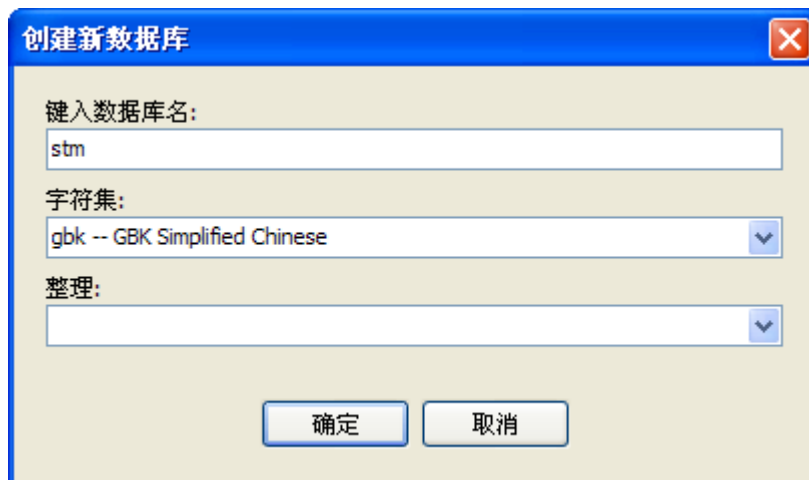 创建新数据库
键入数据库名:
stm
字符集:
gbk -- GBK Simplified Chinese
整理:
确定
取消